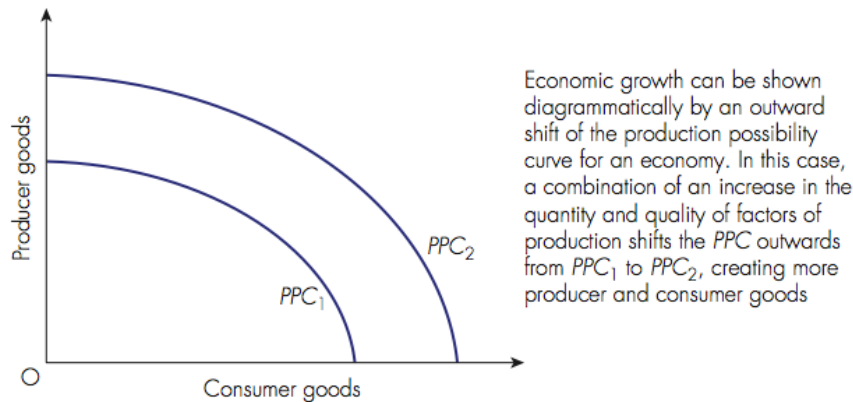 Producer goods
PPC1
PPC2
O
Consumer goods
Economic growth can be shown
diagrammatically by an outward
shift of the production possibility
curve for an economy. In this case,
a combination of an increase in the
quantity and quality of factors of
production shifts the PPC outwards
from PPC1 to PPC2, creating more
producer and consumer goods